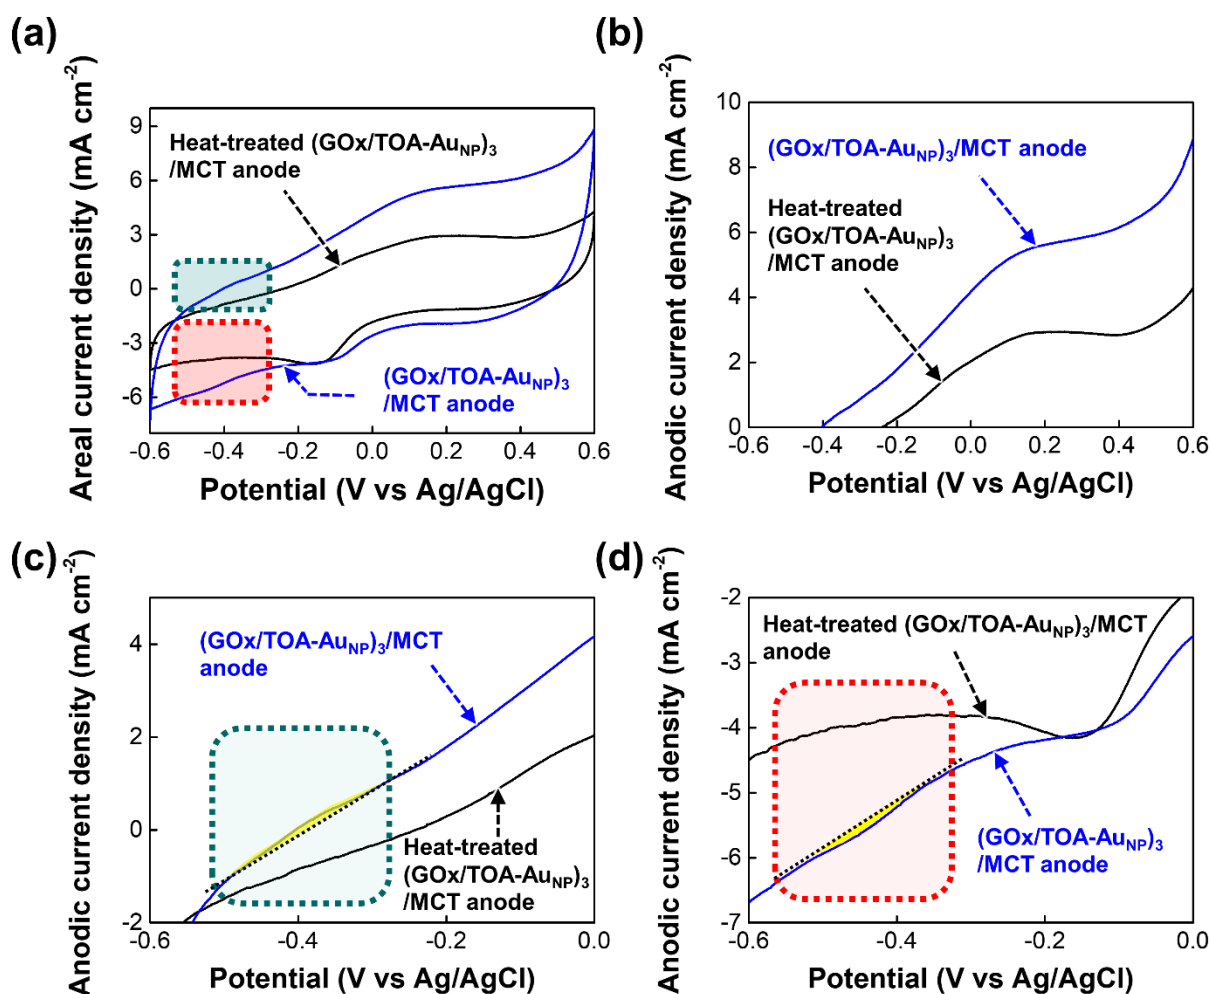 (a)
Areal current density (mA cm-2)
9
6
3
0
-3
-6
Heat-treated (GOx/TOA-AuNP)3
/MCT anode
(GOx/TOA-AuNP)3
/MCT anode
-0.6 -0.4 -0.2 0.0 0.2 0.4 0.6
Potential (V vs Ag/AgCl)
(b)
Anodic current density (mA cm-2)
10
8
6
4
2
0
(GOx/TOA-AuNP)3/MCT anode
Heat-treated
(GOx/TOA-AuNP)3
/MCT anode
-0.6 -0.4 -0.2 0.0 0.2 0.4 0.6
Potential (V vs Ag/AgCl)
(c)
Anodic current density (mA cm-2)
4
2
0
-2
(GOx/TOA-AuNP)3/MCT
anode
Heat-treated
(GOx/TOA-AuNP)3
/MCT anode
-0.6 -0.4 -0.2 0.0
Potential (V vs Ag/AgCl)
(d)
Anodic current density (mA cm-2)
-2
-3
-4
-5
-6
-7
Heat-treated (GOx/TOA-AuNP)3/MCT
anode
(GOx/TOA-AuNP)3
/MCT anode
-0.6 -0.4 -0.2 0.0
Potential (V vs Ag/AgCl)